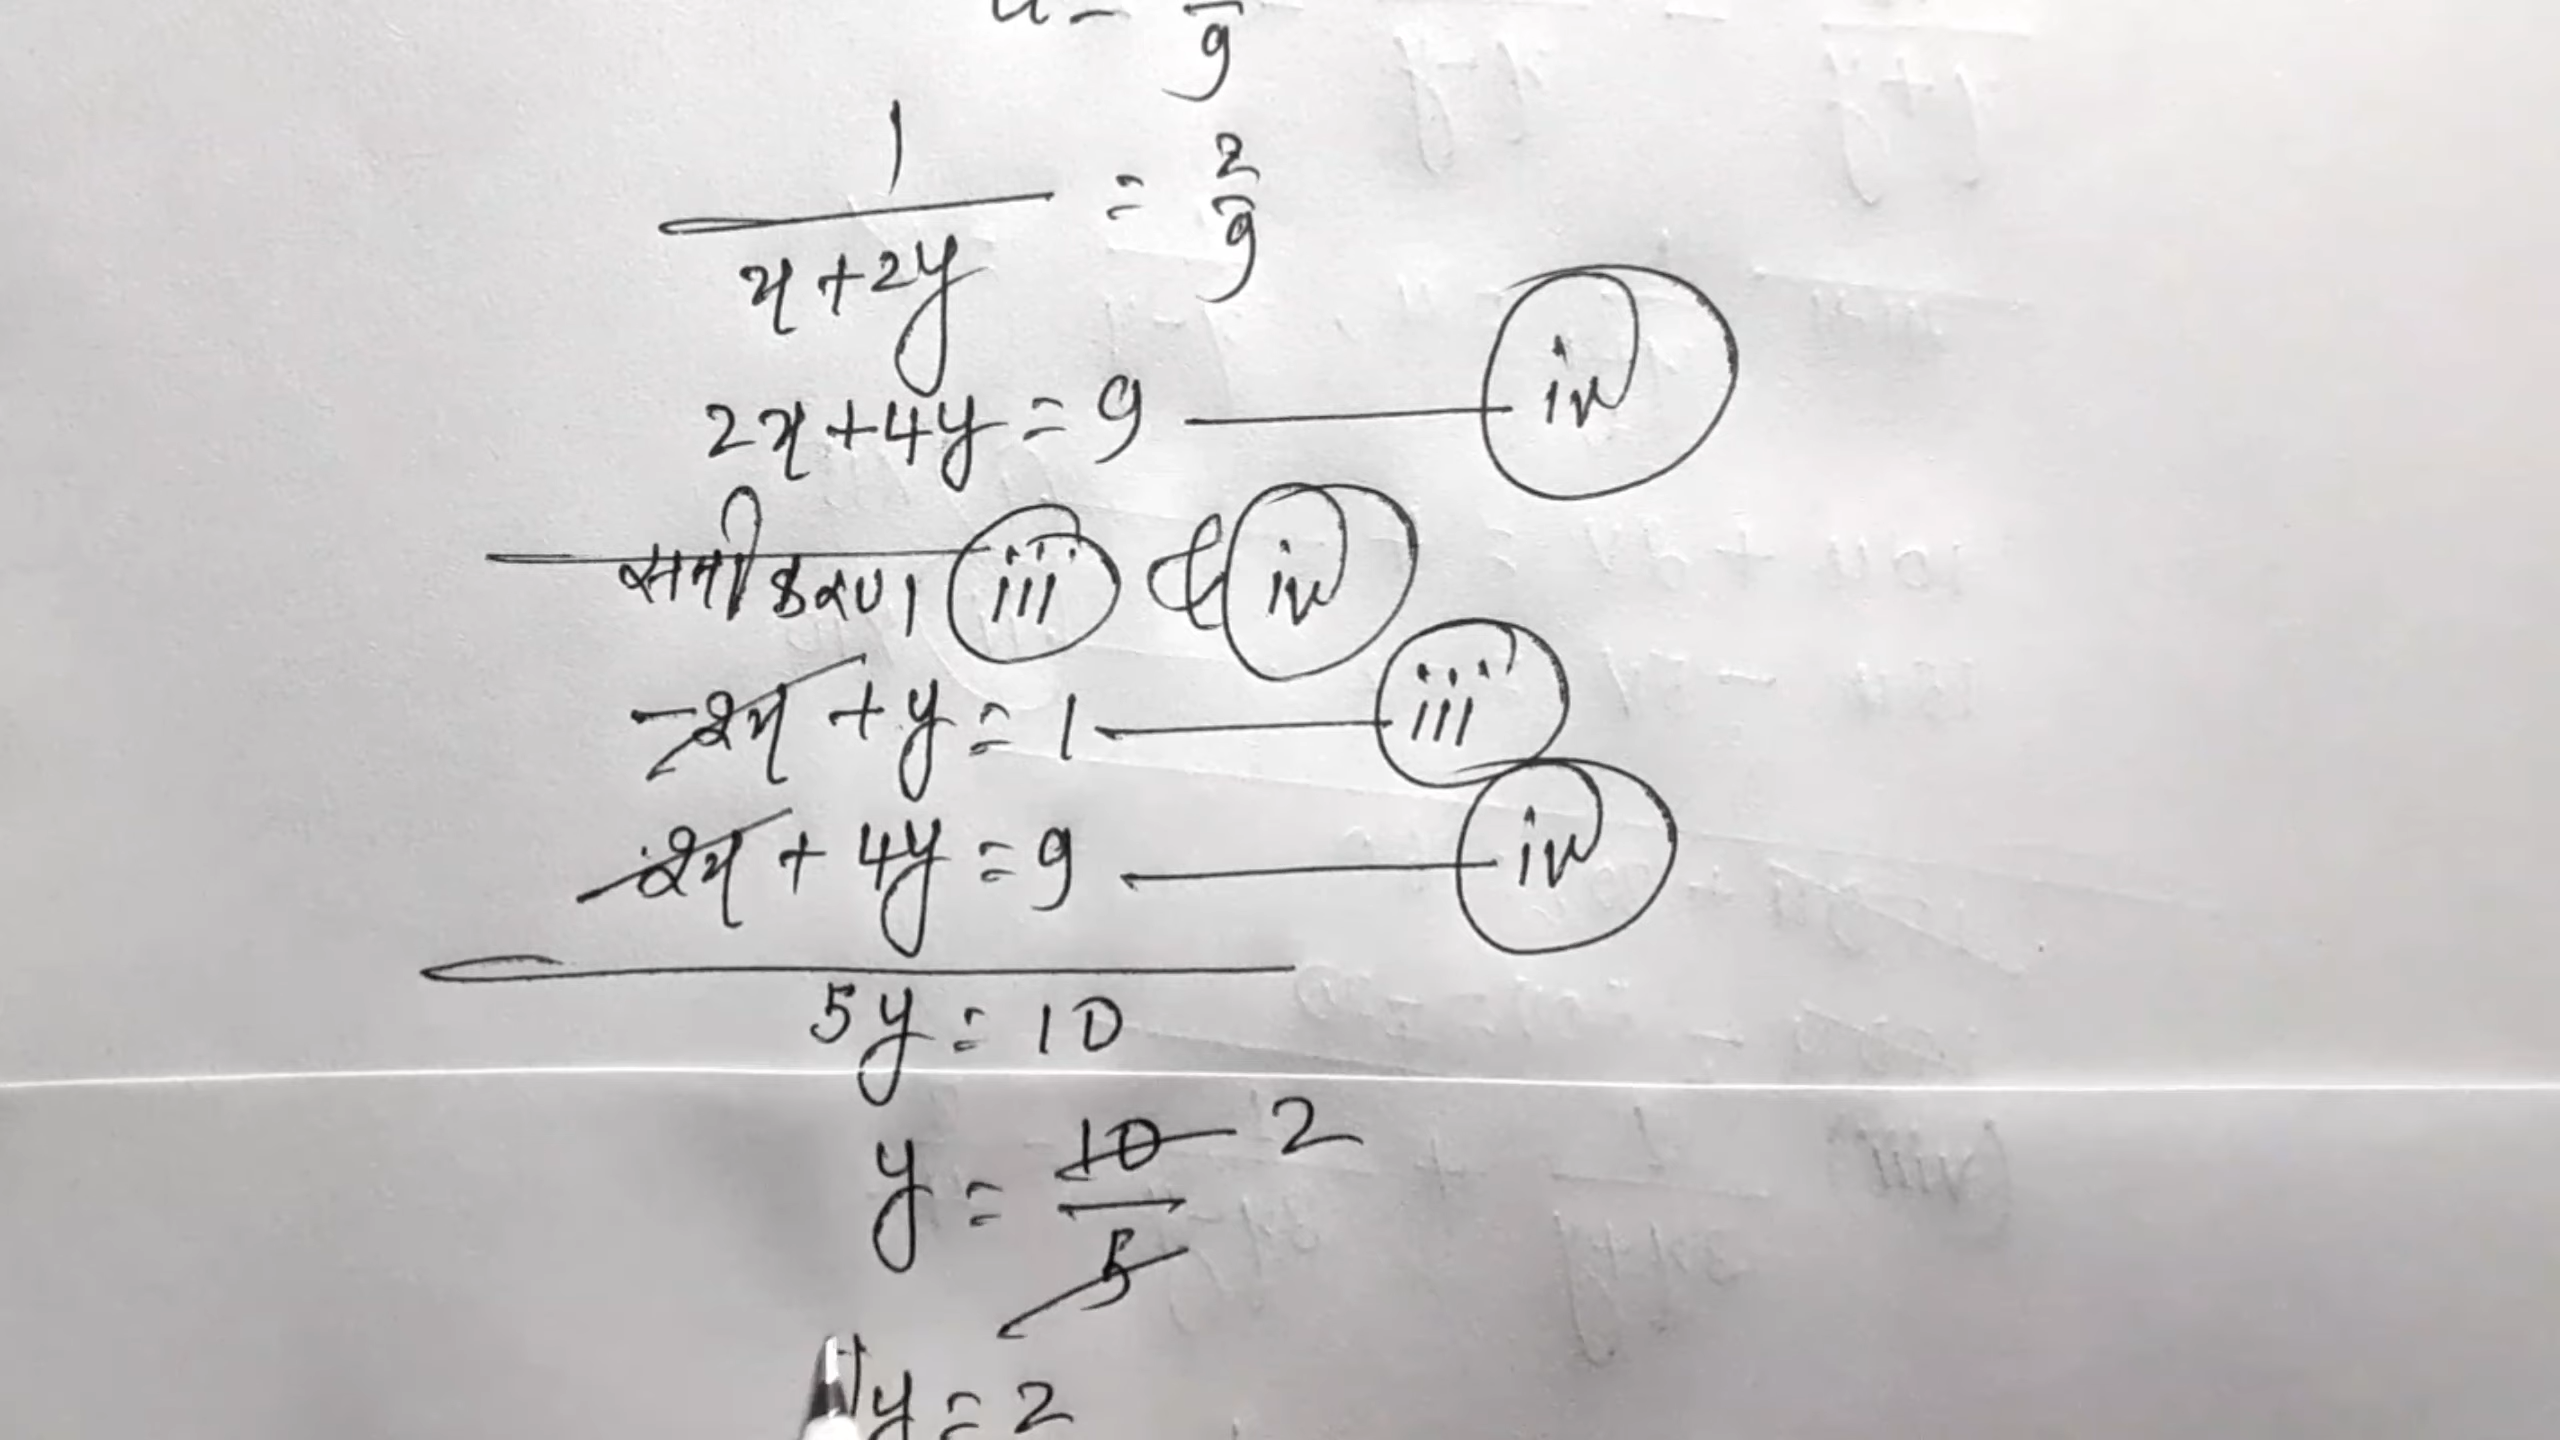 u = —/9
1/(x+2y) = 2/9
2x+4y = 9 —— iv
समीकरण iii & iv
-2x + y = 1 —— iii
2x + 4y = 9 —— iv
5y = 10
y = 10/5 2
y = 2